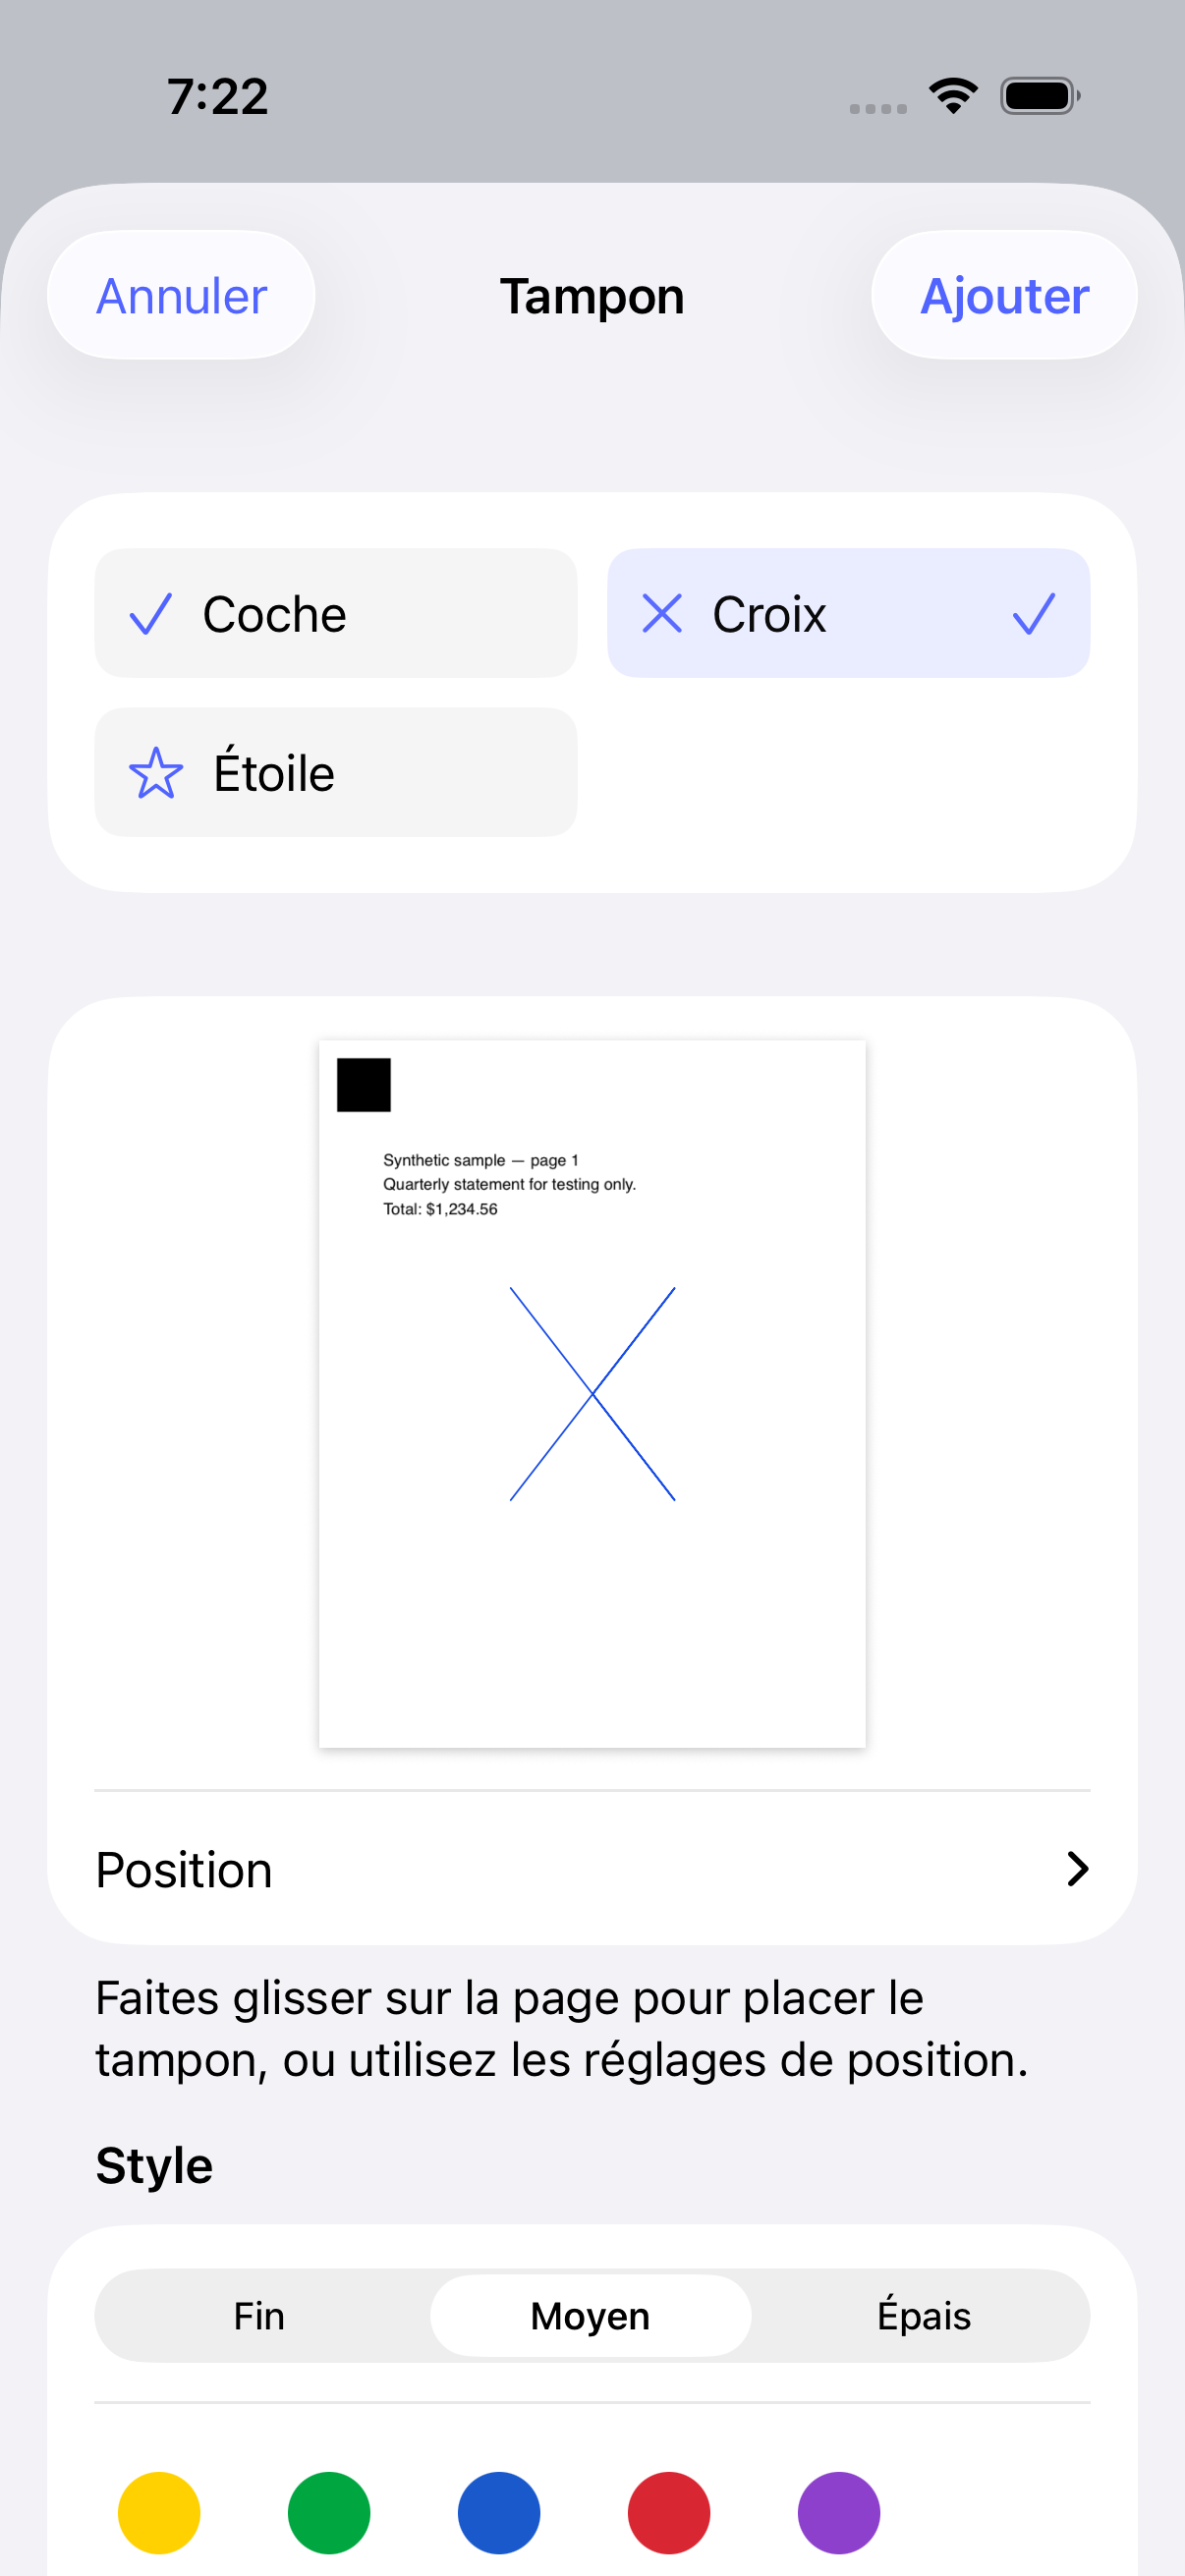 7:22
Annuler
Tampon
Ajouter
Coche
Croix
Étoile
Synthetic sample — page 1
Quarterly statement for testing only.
Total: $1,234.56
Position
Faites glisser sur la page pour placer le
tampon, ou utilisez les réglages de position.
Style
Fin
Moyen
Épais